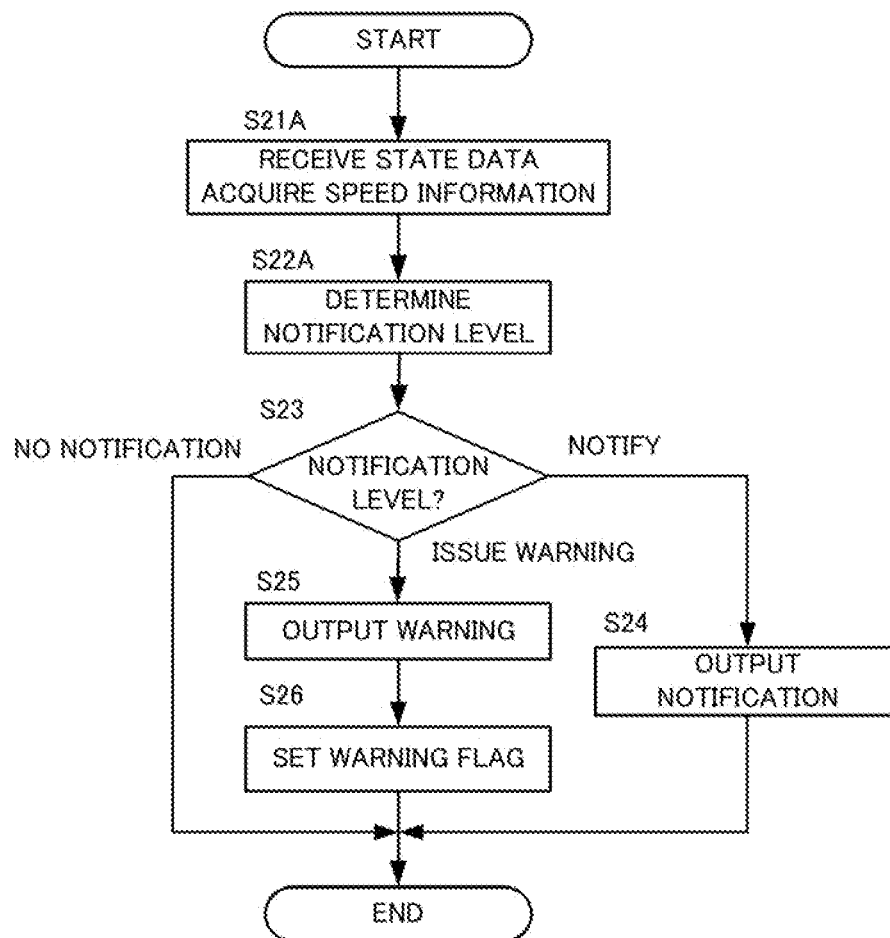 START
S21A
RECEIVE STATE DATA
ACQUIRE SPEED INFORMATION
S22A
DETERMINE
NOTIFICATION LEVEL
S23
NO NOTIFICATION
NOTIFICATION
LEVEL?
NOTIFY
ISSUE WARNING
S25
OUTPUT WARNING
S24
OUTPUT
NOTIFICATION
S26
SET WARNING FLAG
END